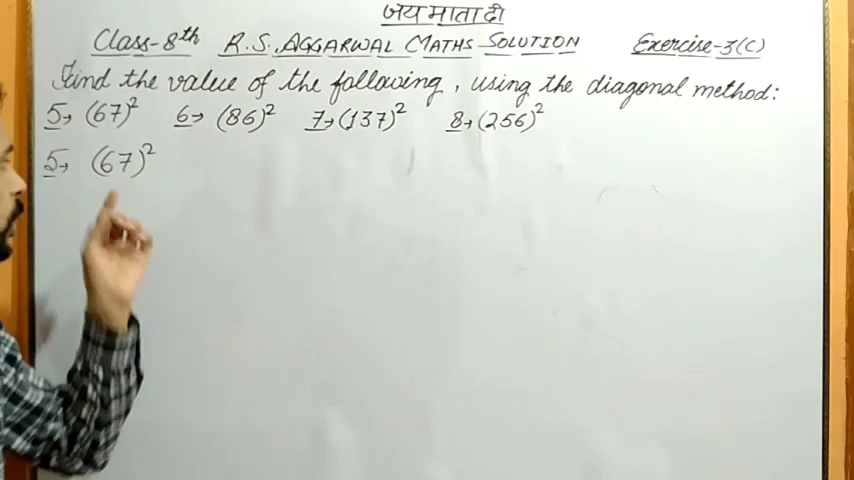 जय माता दी
Class-8th R.S. AGGARWAL MATHS SOLUTION Exercise-3(C)
Find the value of the following, using the diagonal method:
5→ (67)² 6→ (86)² 7→ (137)² 8→ (256)²
5→ (67)²